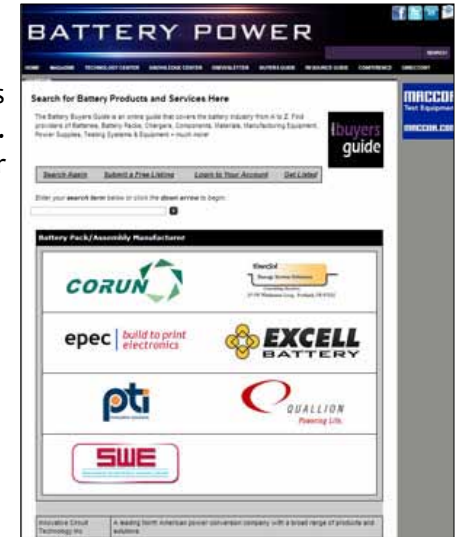 s
.
r
BATTERY POWER
SEARCH
HOME MAGAZINE TECHNOLOGY CENTER KNOWLEDGE CENTER ENEWSLETTER BUYERS GUIDE RESOURCE GUIDE CONFERENCE DIRECTORY
Search for Battery Products and Services Here
The Battery Buyers Guide is an online guide that covers the battery industry from A to Z. Find
providers of Batteries, Battery Packs, Chargers, Components, Materials, Manufacturing Equipment,
Power Supplies, Testing Systems & Equipment + much more!
buyers
guide
MACCOR
Test Equipment
MACCOR.COM
Search Again Submit a Free Listing Login to Your Account Get Listed
Enter your search term below or click the down arrow to begin:
Battery Pack/Assembly Manufacturer
CORUN
Energy System Solutions
epec build to print
electronics
EXCELL
BATTERY
pti
QUALLION
Powering Life.
SWE
Innovative Circuit
Technology Inc
A leading North American power conversion company with a broad range of products and
solutions